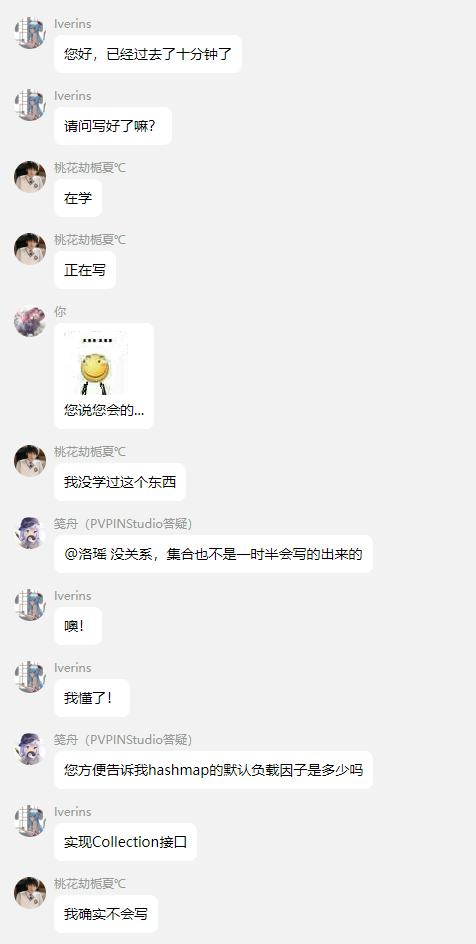 Iverins
您好，已经过去了十分钟了
Iverins
请问写好了嘛？
桃花劫栀夏℃
在学
桃花劫栀夏℃
正在写
你
您说您会的...
桃花劫栀夏℃
我没学过这个东西
笺舟（PVPINStudio答疑）
@洛瑶 没关系，集合也不是一时半会写的出来的
Iverins
噢！
Iverins
我懂了！
笺舟（PVPINStudio答疑）
您方便告诉我hashmap的默认负载因子是多少吗
Iverins
实现Collection接口
桃花劫栀夏℃
我确实不会写